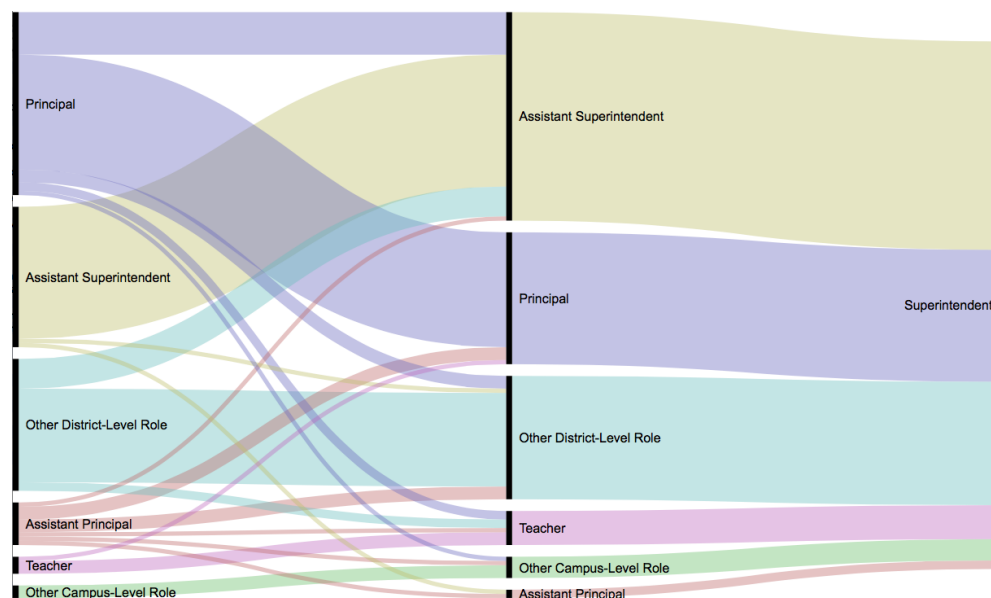 Principal
Assistant Superintendent
Other District-Level Role
Assistant Principal
Teacher
Other Campus-Level Role
Assistant Superintendent
Principal
Other District-Level Role
Teacher
Other Campus-Level Role
Assistant Principal
Superintendent